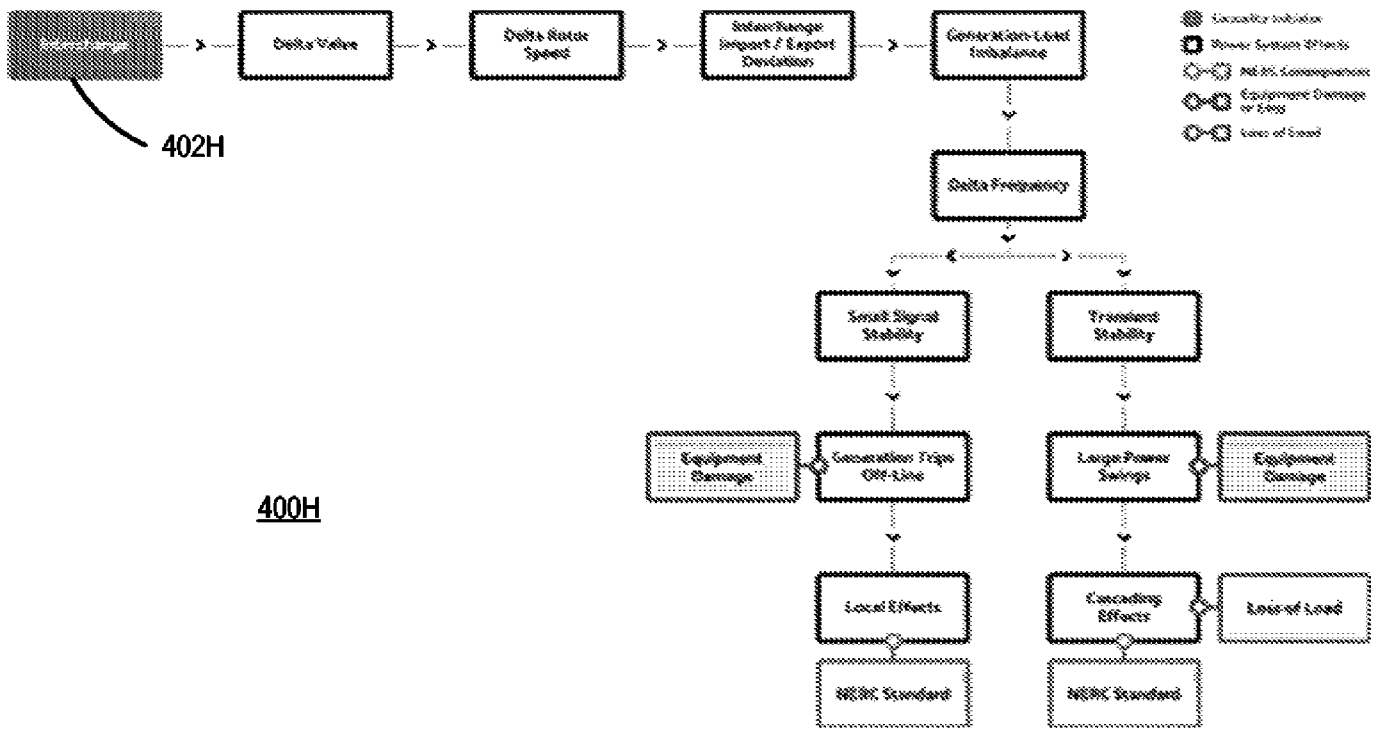 Interchange
Delta Valve
Delta Rotor
Speed
Interchange
Import / Export
Deviation
Generation-Load
Imbalance
Causality Initiator
Power System Effects
NERC Consequences
Equipment Damage
or Loss
Loss of Load
402H
Delta Frequency
Small Signal
Stability
Transient
Stability
Equipment
Damage
Generation Trips
Off-Line
Large Power
Swings
Equipment
Damage
400H
Local Effects
Cascading
Effects
Loss of Load
NERC Standard
NERC Standard